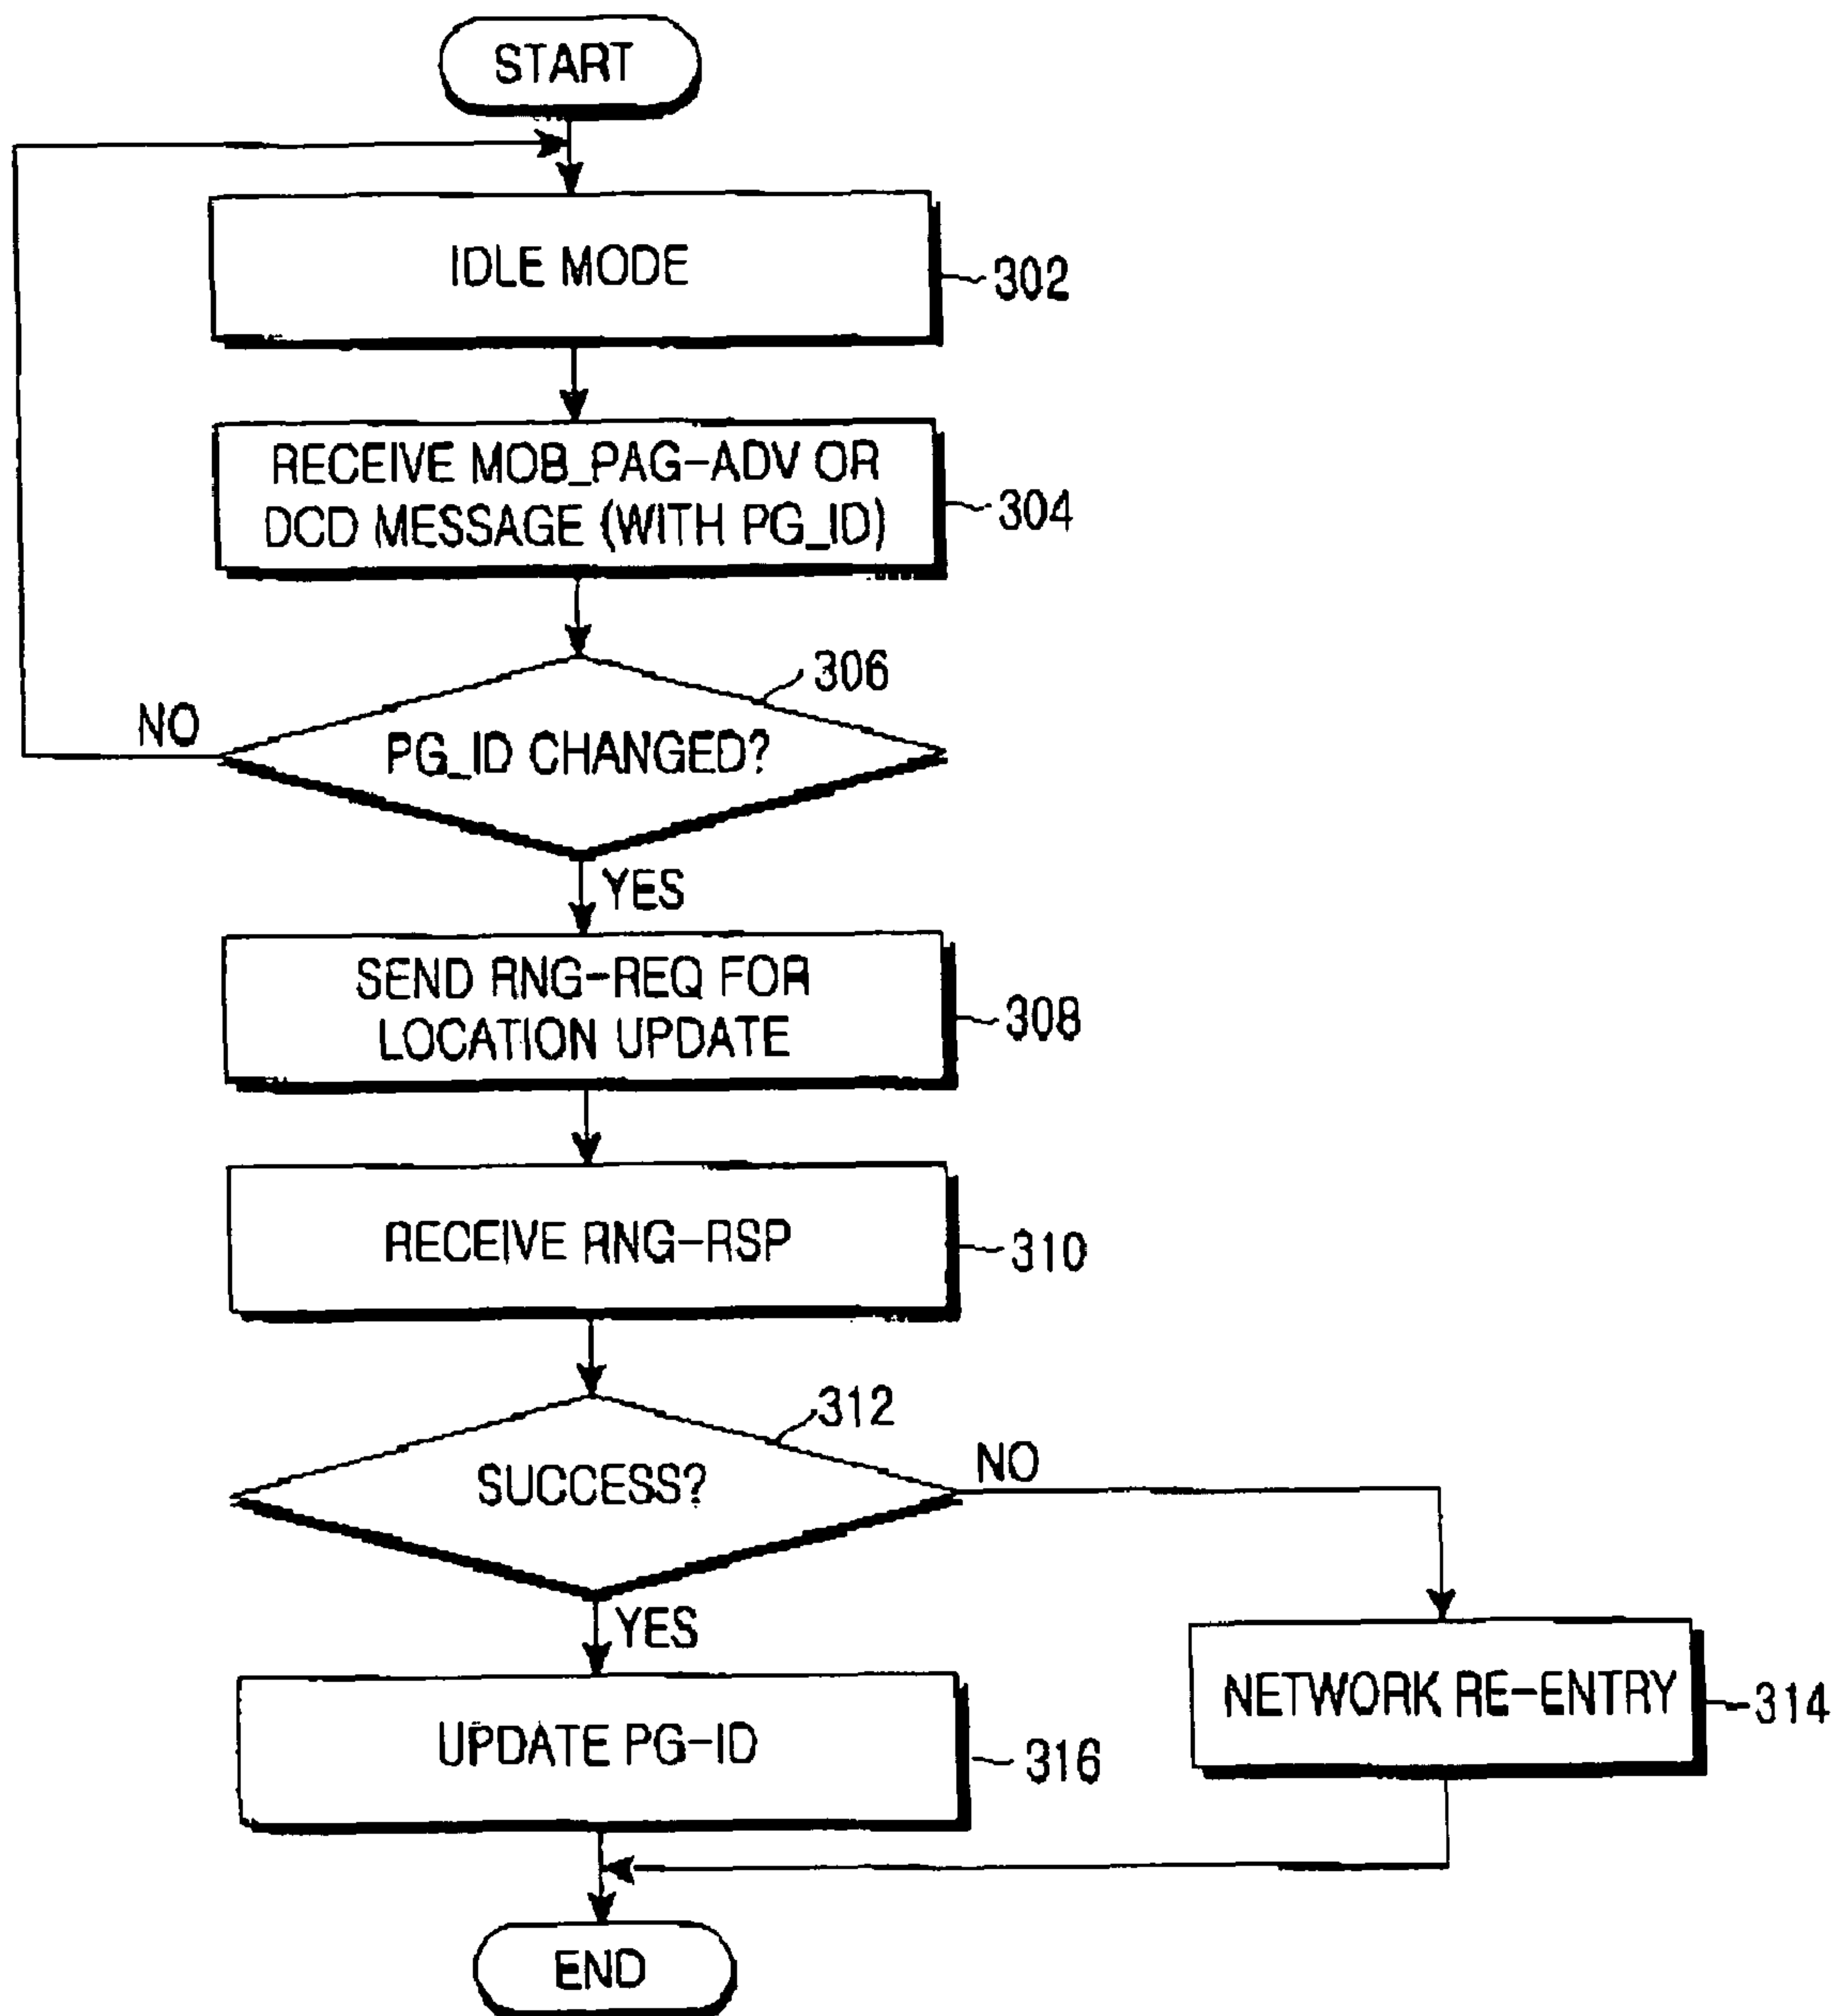 START
IDLE MODE
302
RECEIVE MOB_PAG-ADV OR
DCD MESSAGE (WITH PG_ID)
304
306
NO
PG_ID CHANGED?
YES
SEND RNG-REQ FOR
LOCATION UPDATE
308
RECEIVE RNG-RSP
310
312
NO
SUCCESS?
YES
NETWORK RE-ENTRY
314
UPDATE PG-ID
316
END